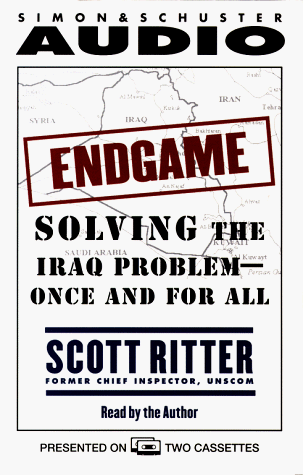 SIMON & SCHUSTER
AUDIO
SYRIA
IRAQ
IRAN
ENDGAME
SOLVING THE
SAUDI ARABIA
KUWAIT
IRAQ PROBLEM—
ONCE AND FOR ALL
SCOTT RITTER
FORMER CHIEF INSPECTOR, UNSCOM
Read by the Author
PRESENTED ON TWO CASSETTES